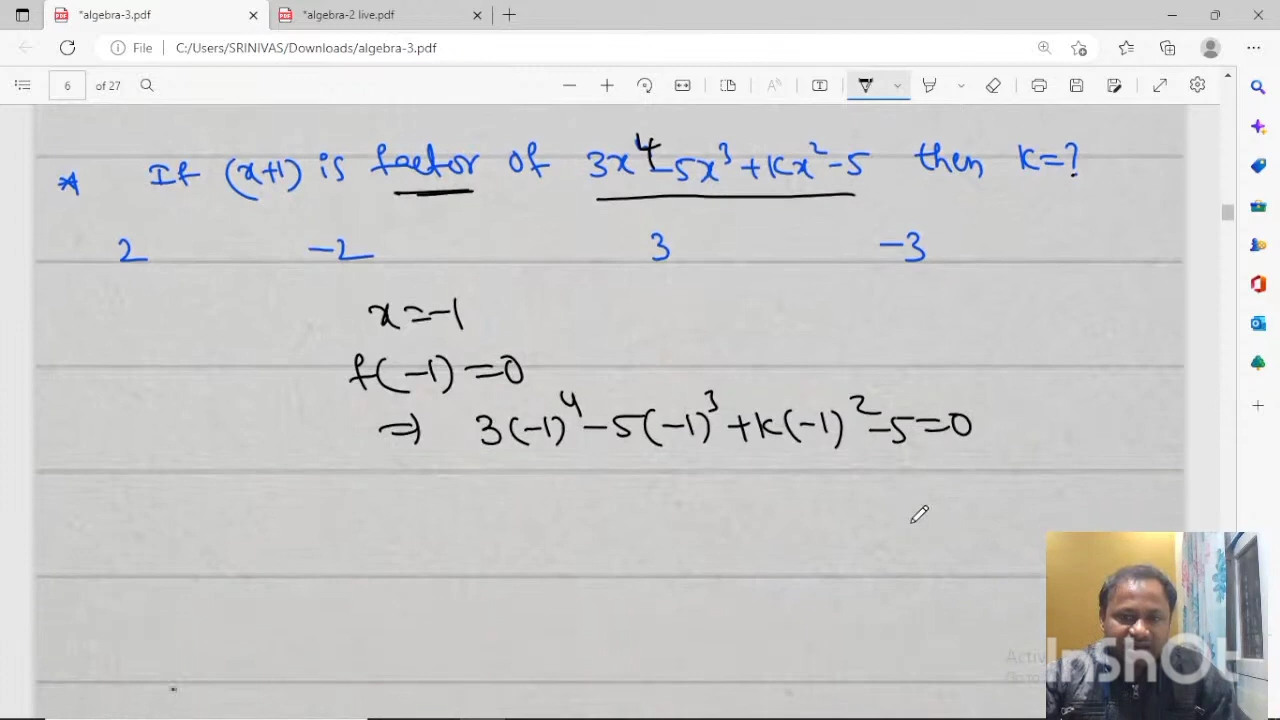 *algebra-3.pdf
*algebra-2 live.pdf
File C:/Users/SRINIVAS/Downloads/algebra-3.pdf
6 of 27
* If (x+1) is factor of 3x⁴-5x³+kx²-5 then k=?
2 -2 3 -3
x=-1
f(-1)=0
⇒ 3(-1)⁴-5(-1)³+k(-1)²-5=0
InShOt